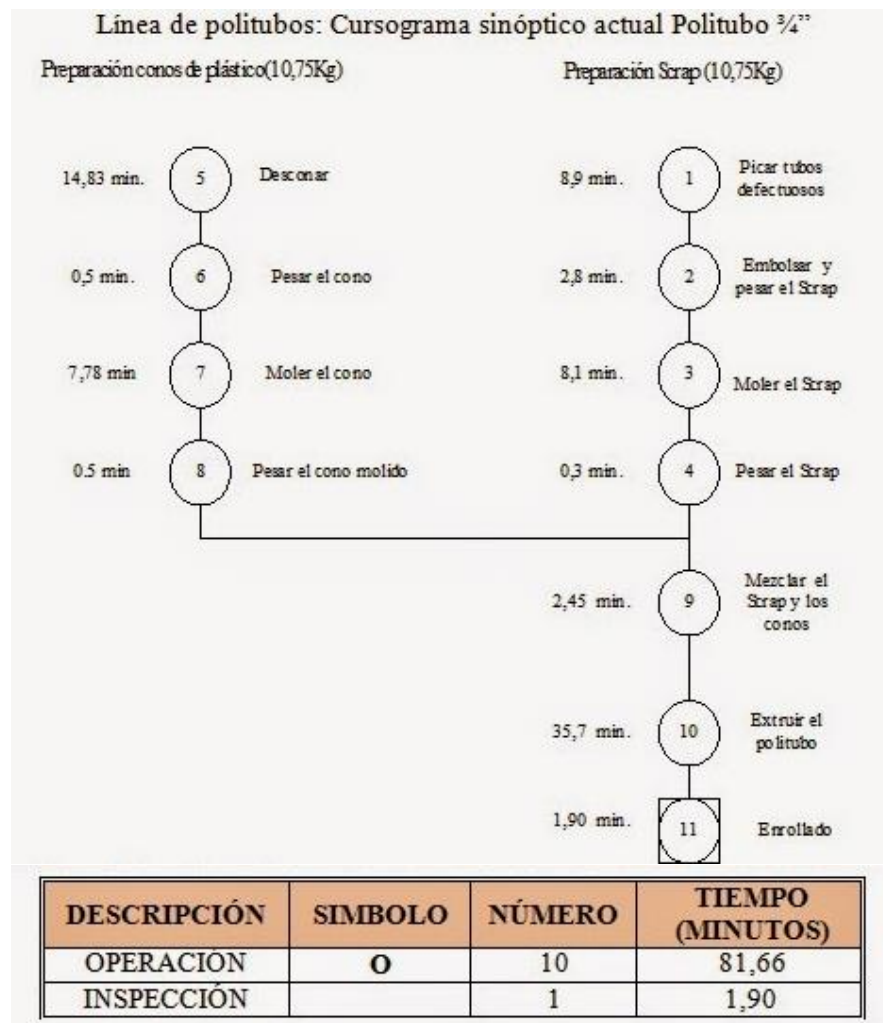 Línea de politubos: Cursograma sinóptico actual Politubo ¾”
Preparación conos de plástico(10,75Kg)
Preparación Scrap (10,75Kg)
14,83 min.
5
Desconar
8,9 min.
1
Picar tubos
defectuosos
0,5 min.
6
Pesar el cono
2,8 min.
2
Embolsar y
pesar el Scrap
7,78 min
7
Moler el cono
8,1 min.
3
Moler el Scrap
0.5 min
8
Pesar el cono molido
0,3 min.
4
Pesar el Scrap
2,45 min.
9
Mezclar el
Scrap y los
conos
35,7 min.
10
Extruir el
politubo
1,90 min.
11
Enrollado
DESCRIPCIÓN SIMBOLO NÚMERO TIEMPO
(MINUTOS)
OPERACIÓN O 10 81,66
INSPECCIÓN 1 1,90